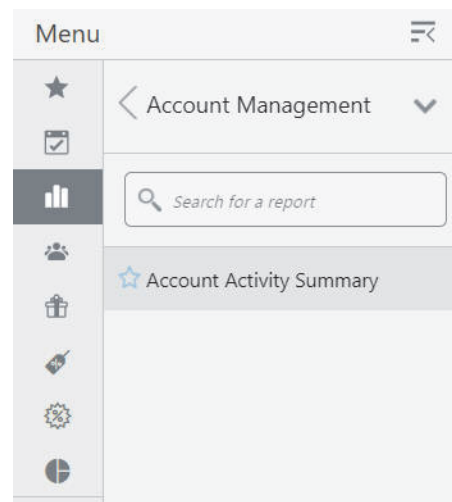 Menu
Account Management
Search for a report
Account Activity Summary